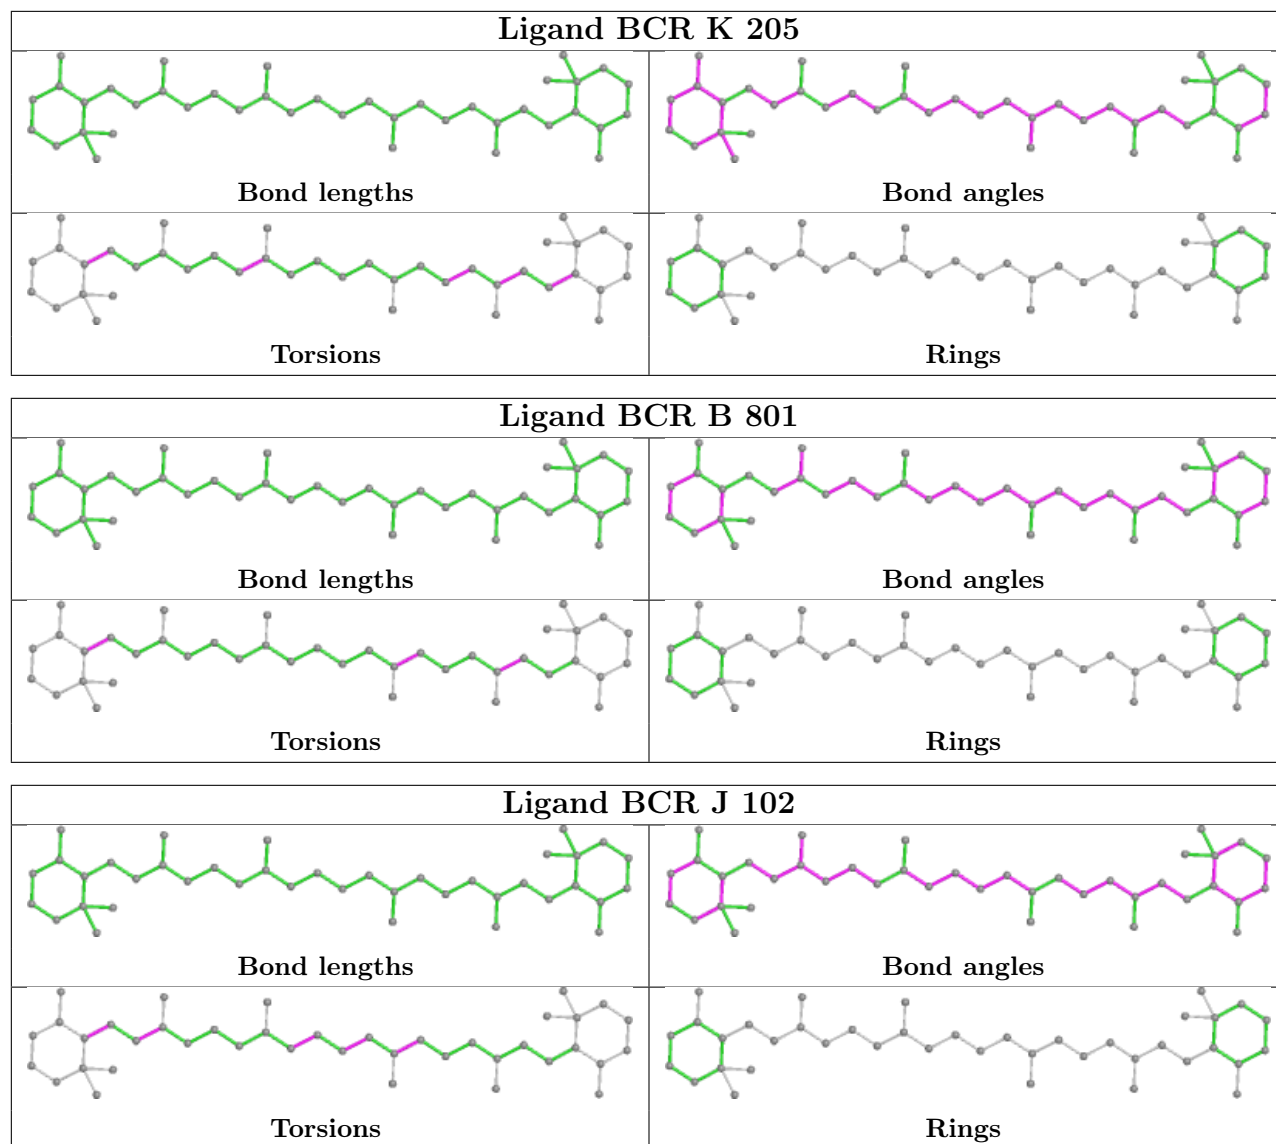 Ligand BCR K 205
Bond lengths
Bond angles
Torsions
Rings
Ligand BCR B 801
Bond lengths
Bond angles
Torsions
Rings
Ligand BCR J 102
Bond lengths
Bond angles
Torsions
Rings